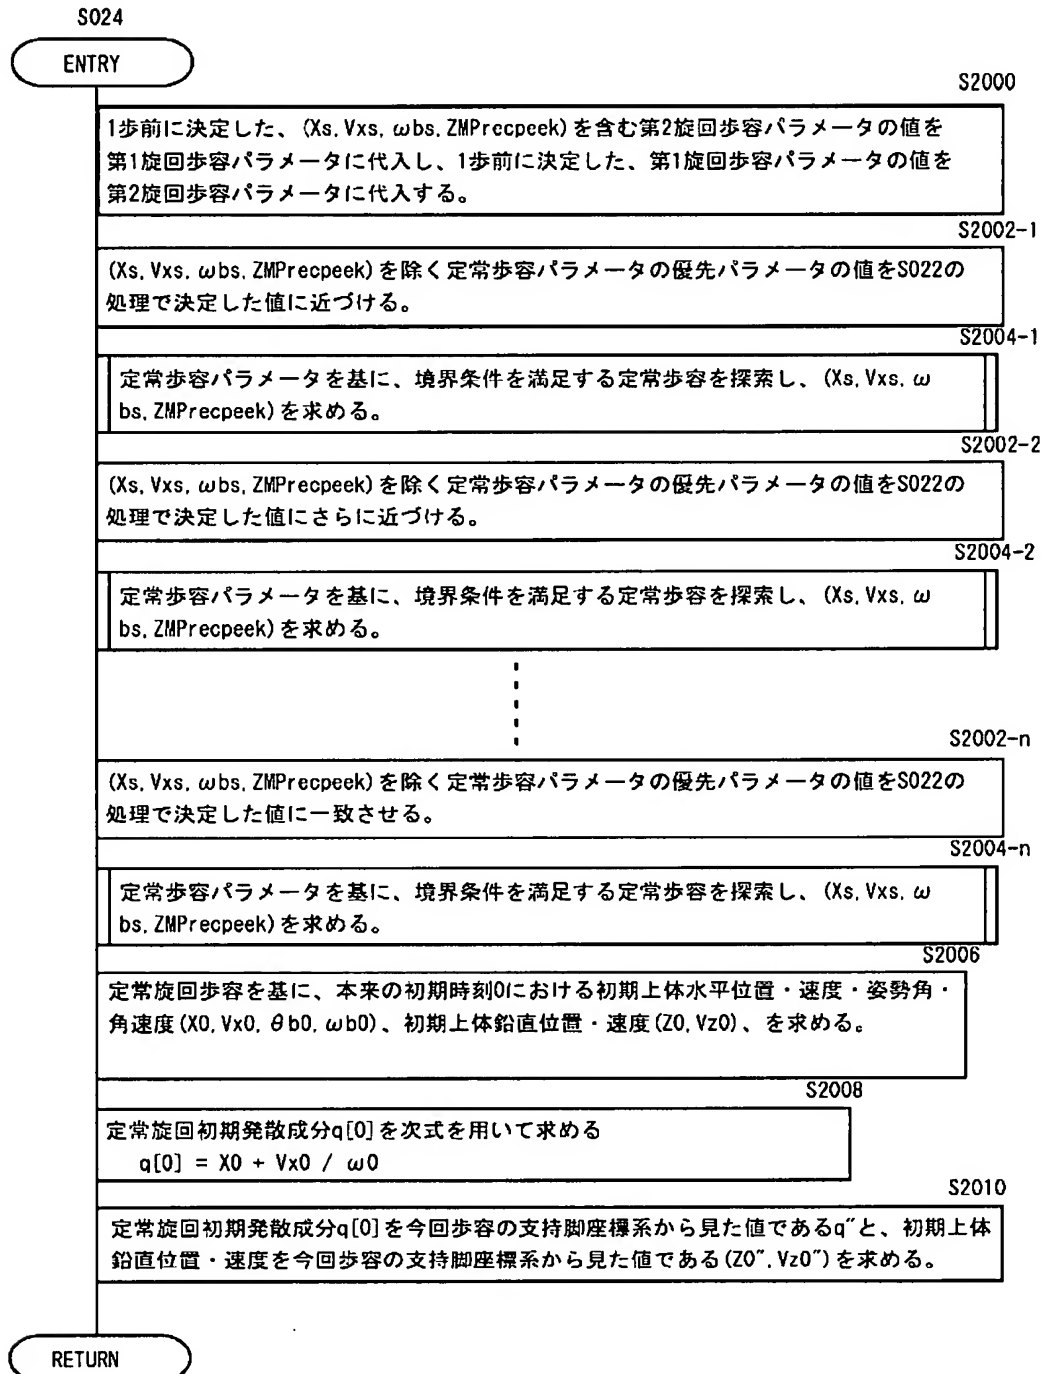 S024
ENTRY
S2000
1歩前に決定した、(Xs, Vxs, ωbs, ZMPrecpeek)を含む第2旋回歩容パラメータの値を
第1旋回歩容パラメータに代入し、1歩前に決定した、第1旋回歩容パラメータの値を
第2旋回歩容パラメータに代入する。
S2002-1
(Xs, Vxs, ωbs, ZMPrecpeek)を除く定常歩容パラメータの優先パラメータの値をS022の
処理で決定した値に近づける。
S2004-1
定常歩容パラメータを基に、境界条件を満足する定常歩容を探索し、(Xs, Vxs, ω
bs, ZMPrecpeek)を求める。
S2002-2
(Xs, Vxs, ωbs, ZMPrecpeek)を除く定常歩容パラメータの優先パラメータの値をS022の
処理で決定した値にさらに近づける。
S2004-2
定常歩容パラメータを基に、境界条件を満足する定常歩容を探索し、(Xs, Vxs, ω
bs, ZMPrecpeek)を求める。
S2002-n
(Xs, Vxs, ωbs, ZMPrecpeek)を除く定常歩容パラメータの優先パラメータの値をS022の
処理で決定した値に一致させる。
S2004-n
定常歩容パラメータを基に、境界条件を満足する定常歩容を探索し、(Xs, Vxs, ω
bs, ZMPrecpeek)を求める。
S2006
定常旋回歩容を基に、本来の初期時刻0における初期上体水平位置・速度・姿勢角・
角速度(X0, Vx0, θb0, ωb0)、初期上体鉛直位置・速度(Z0, Vz0)、を求める。
S2008
定常旋回初期発散成分q[0]を次式を用いて求める
q[0] = X0 + Vx0 / ω0
S2010
定常旋回初期発散成分q[0]を今回歩容の支持脚座標系から見た値であるq″と、初期上体
鉛直位置・速度を今回歩容の支持脚座標系から見た値である(Z0″, Vz0″)を求める。
RETURN